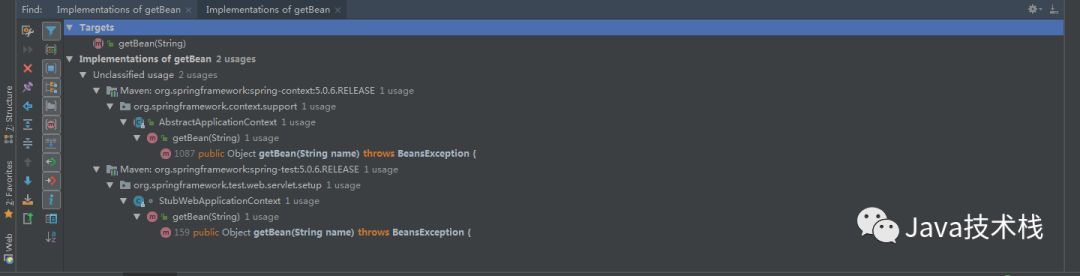 Find: Implementations of getBean × Implementations of getBean ×
Targets
getBean(String)
Implementations of getBean 2 usages
Unclassified usage 2 usages
Maven: org.springframework:spring-context:5.0.6.RELEASE 1 usage
org.springframework.context.support 1 usage
AbstractApplicationContext 1 usage
getBean(String) 1 usage
1087 public Object getBean(String name) throws BeansException {
Maven: org.springframework:spring-test:5.0.6.RELEASE 1 usage
org.springframework.test.web.servlet.setup 1 usage
StubWebApplicationContext 1 usage
getBean(String) 1 usage
159 public Object getBean(String name) throws BeansException {
7: Structure
2: Favorites
Web
Java技术栈